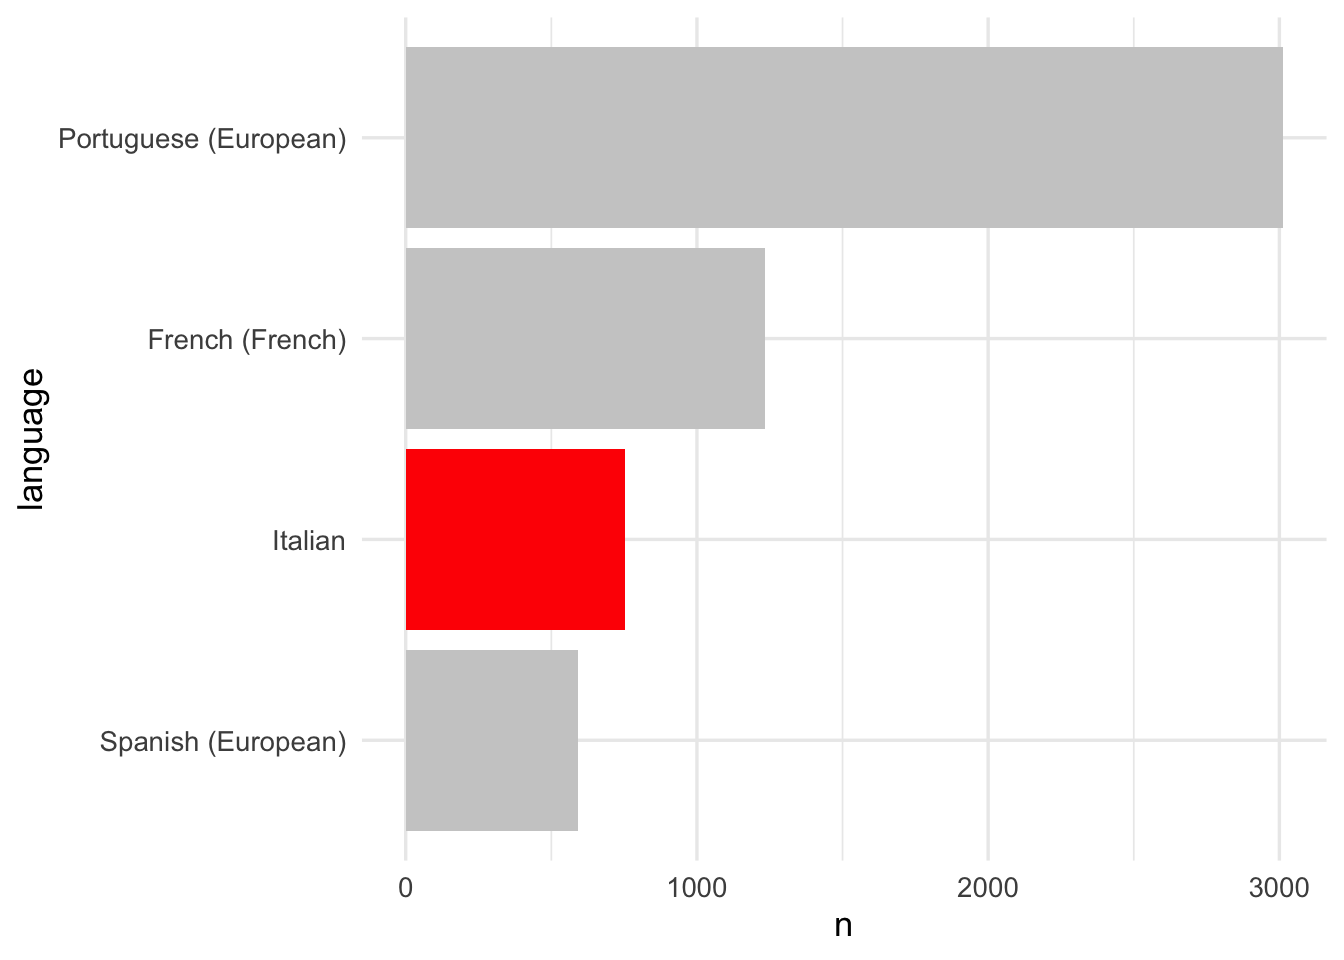 language
Portuguese (European)
French (French)
Italian
Spanish (European)
0 1000 2000 3000
n